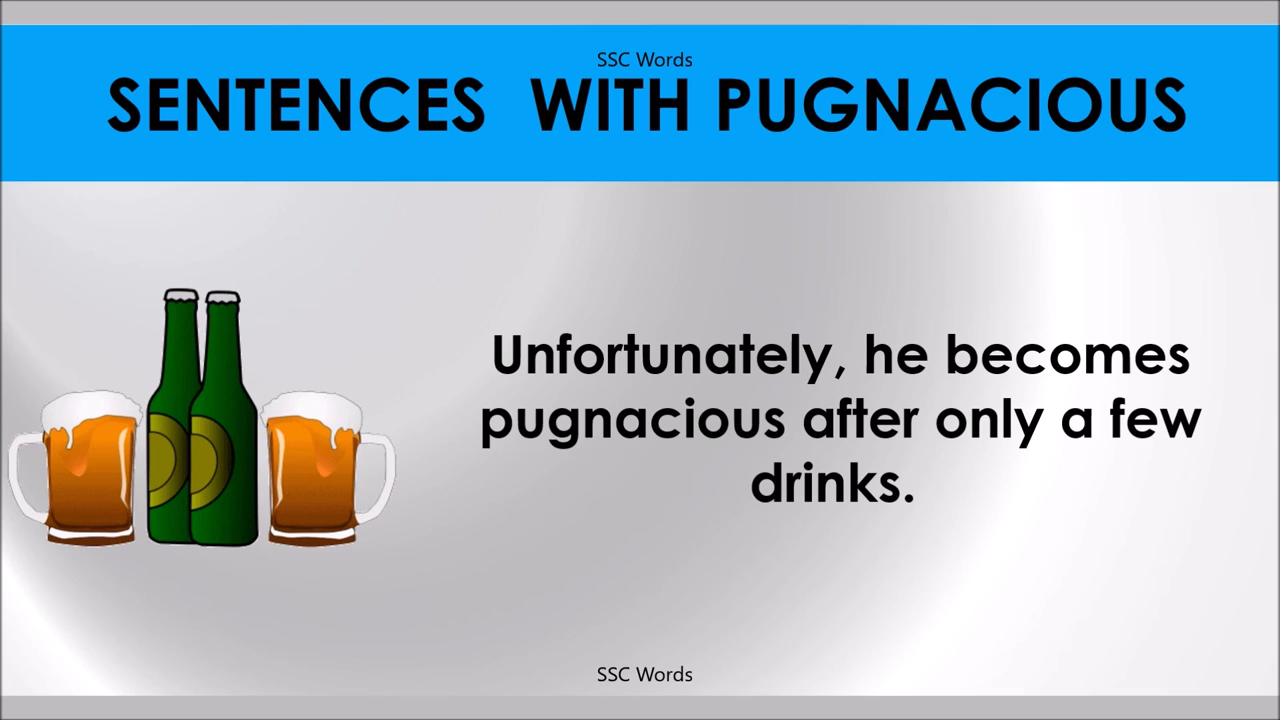 SSC Words
SENTENCES WITH PUGNACIOUS
Unfortunately, he becomes
pugnacious after only a few
drinks.
SSC Words